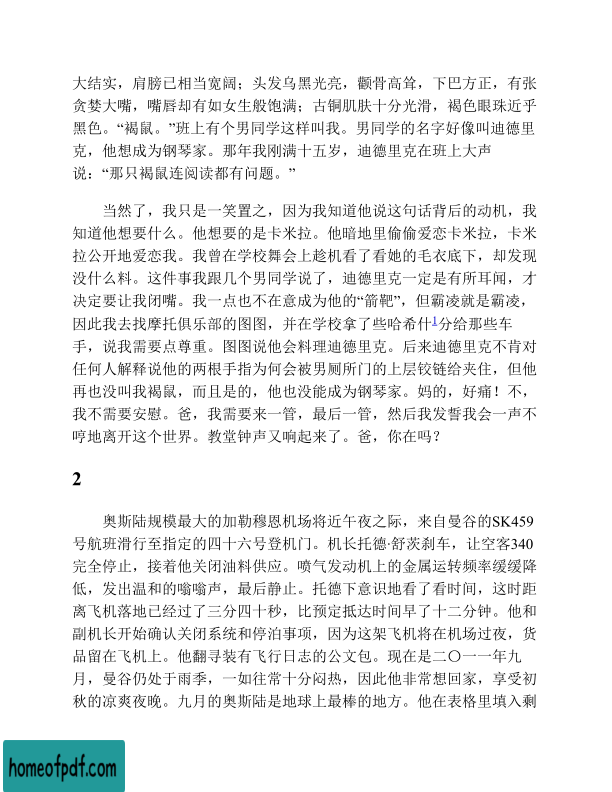 大结实，肩膀已相当宽阔；头发乌黑光亮，颧骨高耸，下巴方正，有张
贪婪大嘴，嘴唇却有如女生般饱满；古铜肌肤十分光滑，褐色眼珠近乎
黑色。“褐鼠。”班上有个男同学这样叫我。男同学的名字好像叫迪德里
克，他想成为钢琴家。那年我刚满十五岁，迪德里克在班上大声
说：“那只褐鼠连阅读都有问题。”
当然了，我只是一笑置之，因为我知道他说这句话背后的动机，我
知道他想要什么。他想要的是卡米拉。他暗地里偷偷爱恋卡米拉，卡米
拉公开地爱恋我。我曾在学校舞会上趁机看了看她的毛衣底下，却发现
没什么料。这件事我跟几个男同学说了，迪德里克一定是有所耳闻，才
决定要让我闭嘴。我一点也不在意成为他的“箭靶”，但霸凌就是霸凌，
因此我去找摩托俱乐部的图图，并在学校拿了些哈希什1分给那些车
手，说我需要点尊重。图图说他会料理迪德里克。后来迪德里克不肯对
任何人解释说他的两根手指为何会被男厕所门的上层铰链给夹住，但他
再也没叫我褐鼠，而且是的，他也没能成为钢琴家。妈的，好痛！不，
我不需要安慰。爸，我需要来一管，最后一管，然后我发誓我会一声不
哼地离开这个世界。教堂钟声又响起来了。爸，你在吗？
2
奥斯陆规模最大的加勒穆恩机场将近午夜之际，来自曼谷的SK459
号航班滑行至指定的四十六号登机门。机长托德·舒茨刹车，让空客340
完全停止，接着他关闭油料供应。喷气发动机上的金属运转频率缓缓降
低，发出温和的嗡嗡声，最后静止。托德下意识地看了看时间，这时距
离飞机落地已经过了三分四十秒，比预定抵达时间早了十二分钟。他和
副机长开始确认关闭系统和停泊事项，因为这架飞机将在机场过夜，货
品留在飞机上。他翻寻装有飞行日志的公文包。现在是二〇一一年九
月，曼谷仍处于雨季，一如往常十分闷热，因此他非常想回家，享受初
秋的凉爽夜晚。九月的奥斯陆是地球上最棒的地方。他在表格里填入剩
homeofpdf.com